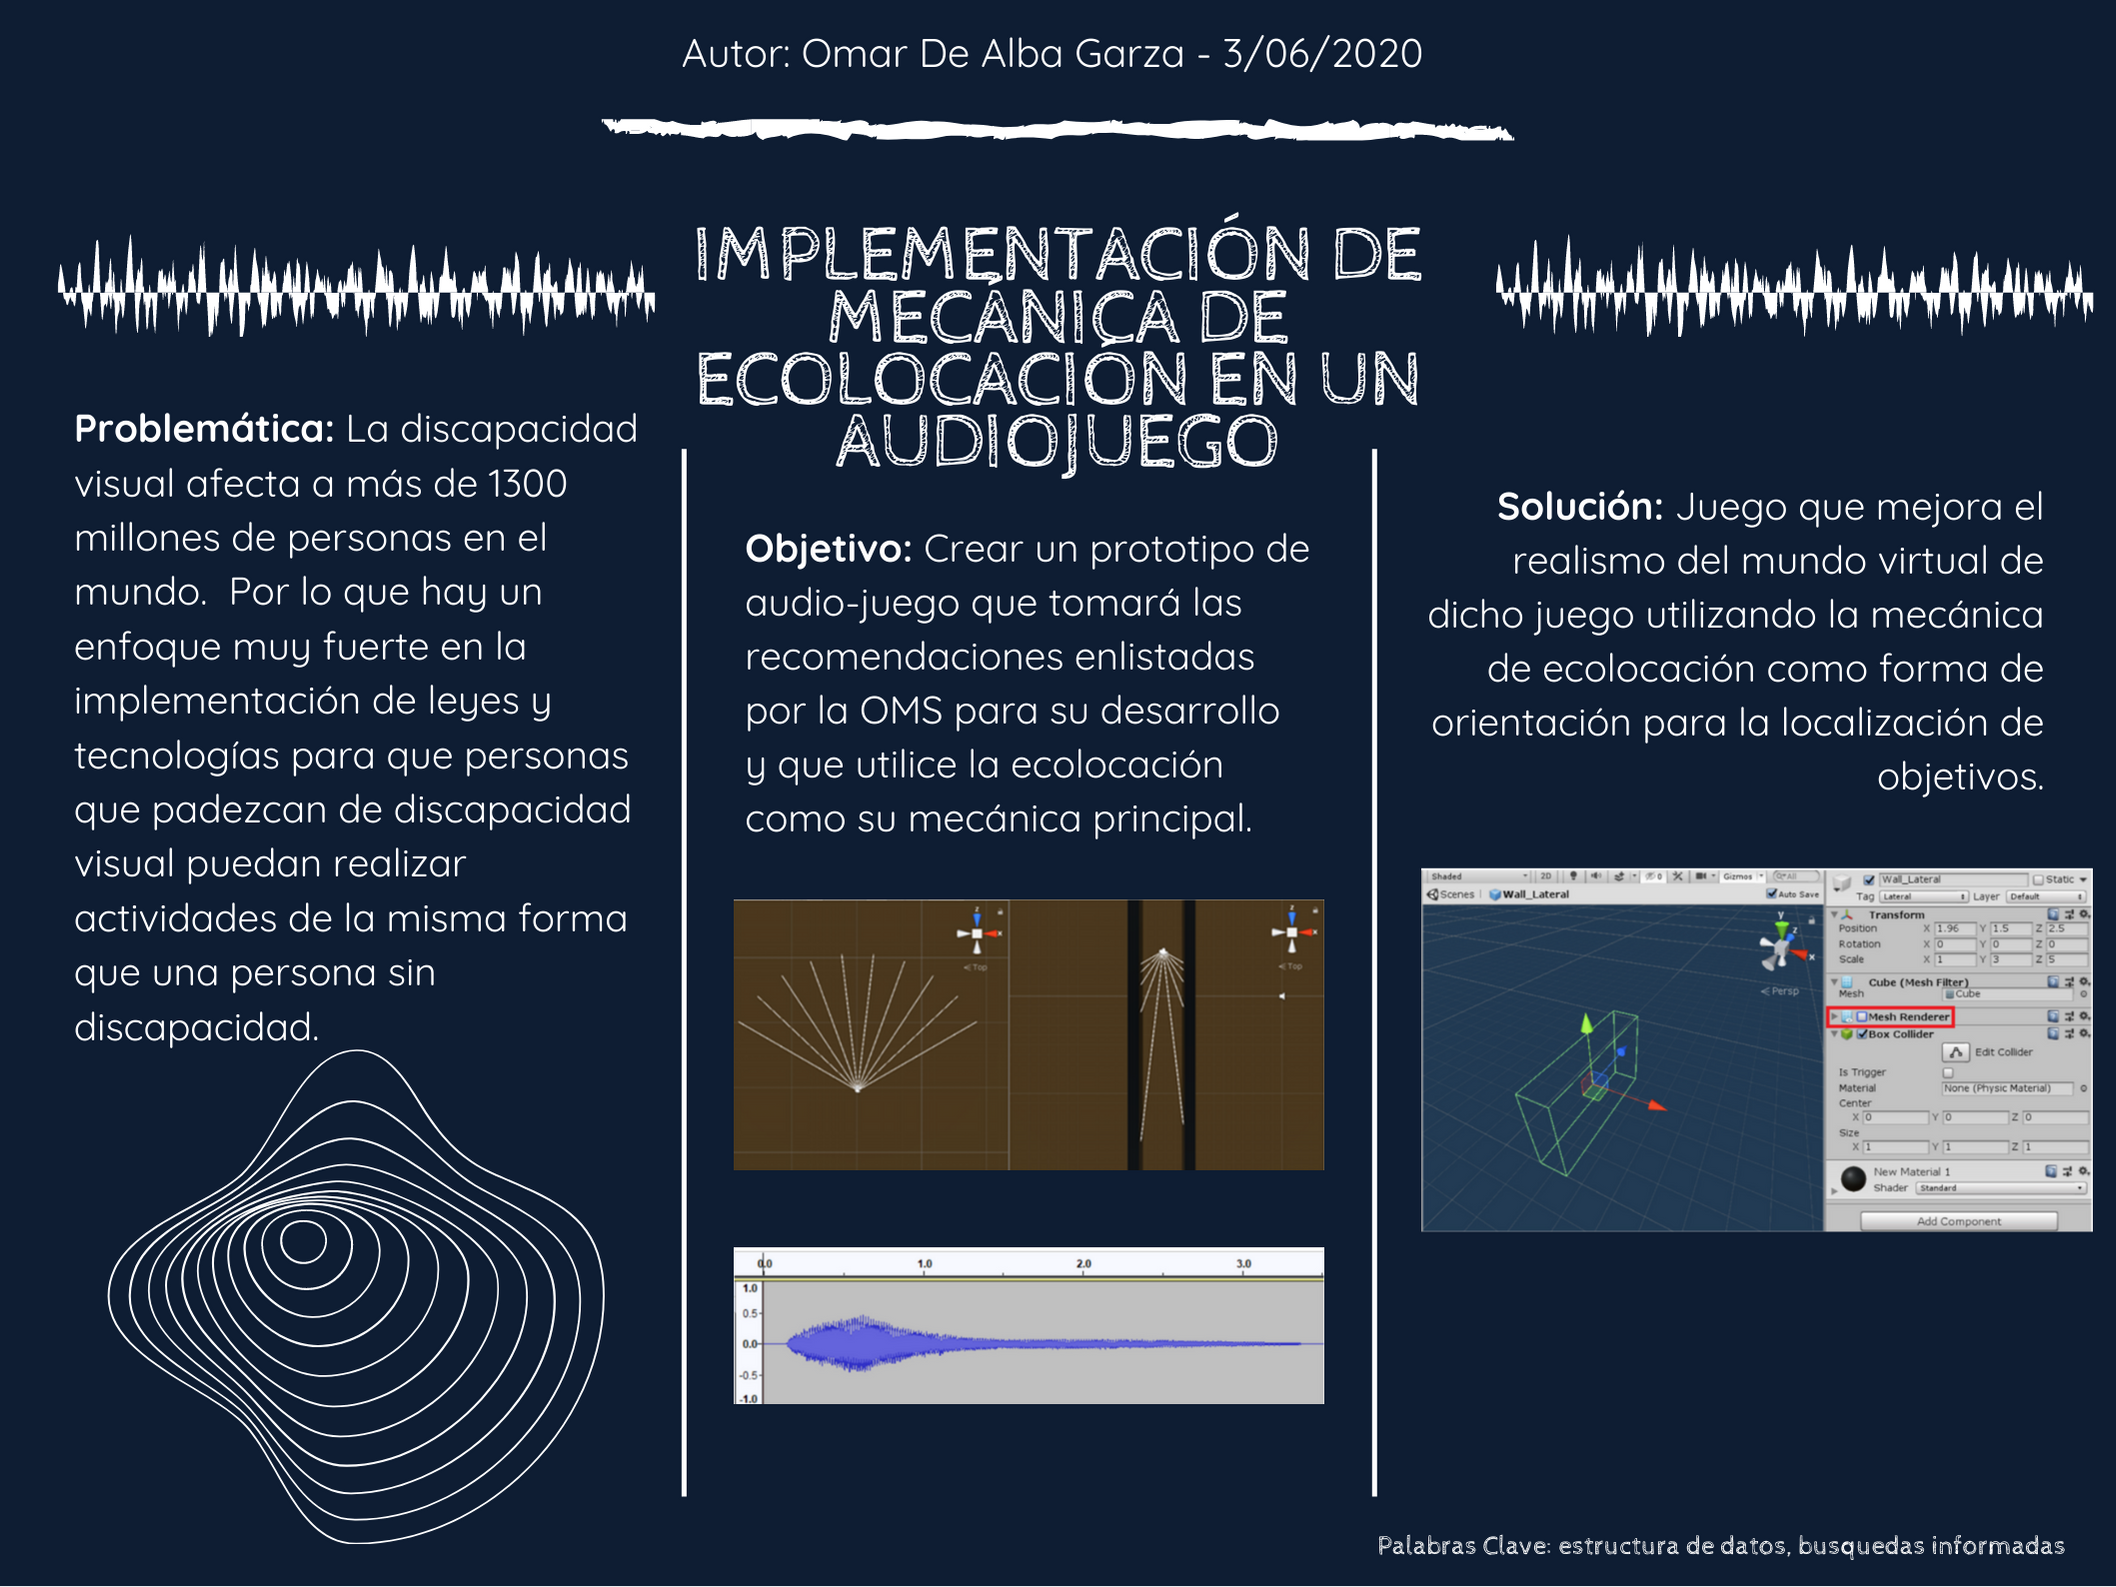 Autor: Omar De Alba Garza - 3/06/2020
IMPLEMENTACIÓN DE
MECÁNICA DE
ECOLOCACIÓN EN UN
AUDIOJUEGO
Problemática: La discapacidad
visual afecta a más de 1300
millones de personas en el
mundo.  Por lo que hay un
enfoque muy fuerte en la
implementación de leyes y
tecnologías para que personas
que padezcan de discapacidad
visual puedan realizar
actividades de la misma forma
que una persona sin
discapacidad.
Objetivo: Crear un prototipo de
audio-juego que tomará las
recomendaciones enlistadas
por la OMS para su desarrollo
y que utilice la ecolocación
como su mecánica principal.
z
x
Top
z
x
Top
0.0 1.0 2.0 3.0
1.0
0.5
0.0
-0.5
-1.0
Solución: Juego que mejora el
realismo del mundo virtual de
dicho juego utilizando la mecánica
de ecolocación como forma de
orientación para la localización de
objetivos.
Shaded 2D 0 Gizmos All
Scenes Wall_Lateral Auto Save
y
z
x
Persp
Wall_Lateral Static
Tag Lateral Layer Default
Transform
Position X 1.96 Y 1.5 Z 2.5
Rotation X 0 Y 0 Z 0
Scale X 1 Y 3 Z 5
Cube (Mesh Filter)
Mesh Cube
Mesh Renderer
Box Collider
Edit Collider
Is Trigger
Material None (Physic Material)
Center
X 0 Y 0 Z 0
Size
X 1 Y 1 Z 1
New Material 1
Shader Standard
Add Component
Palabras Clave: estructura de datos, busquedas informadas